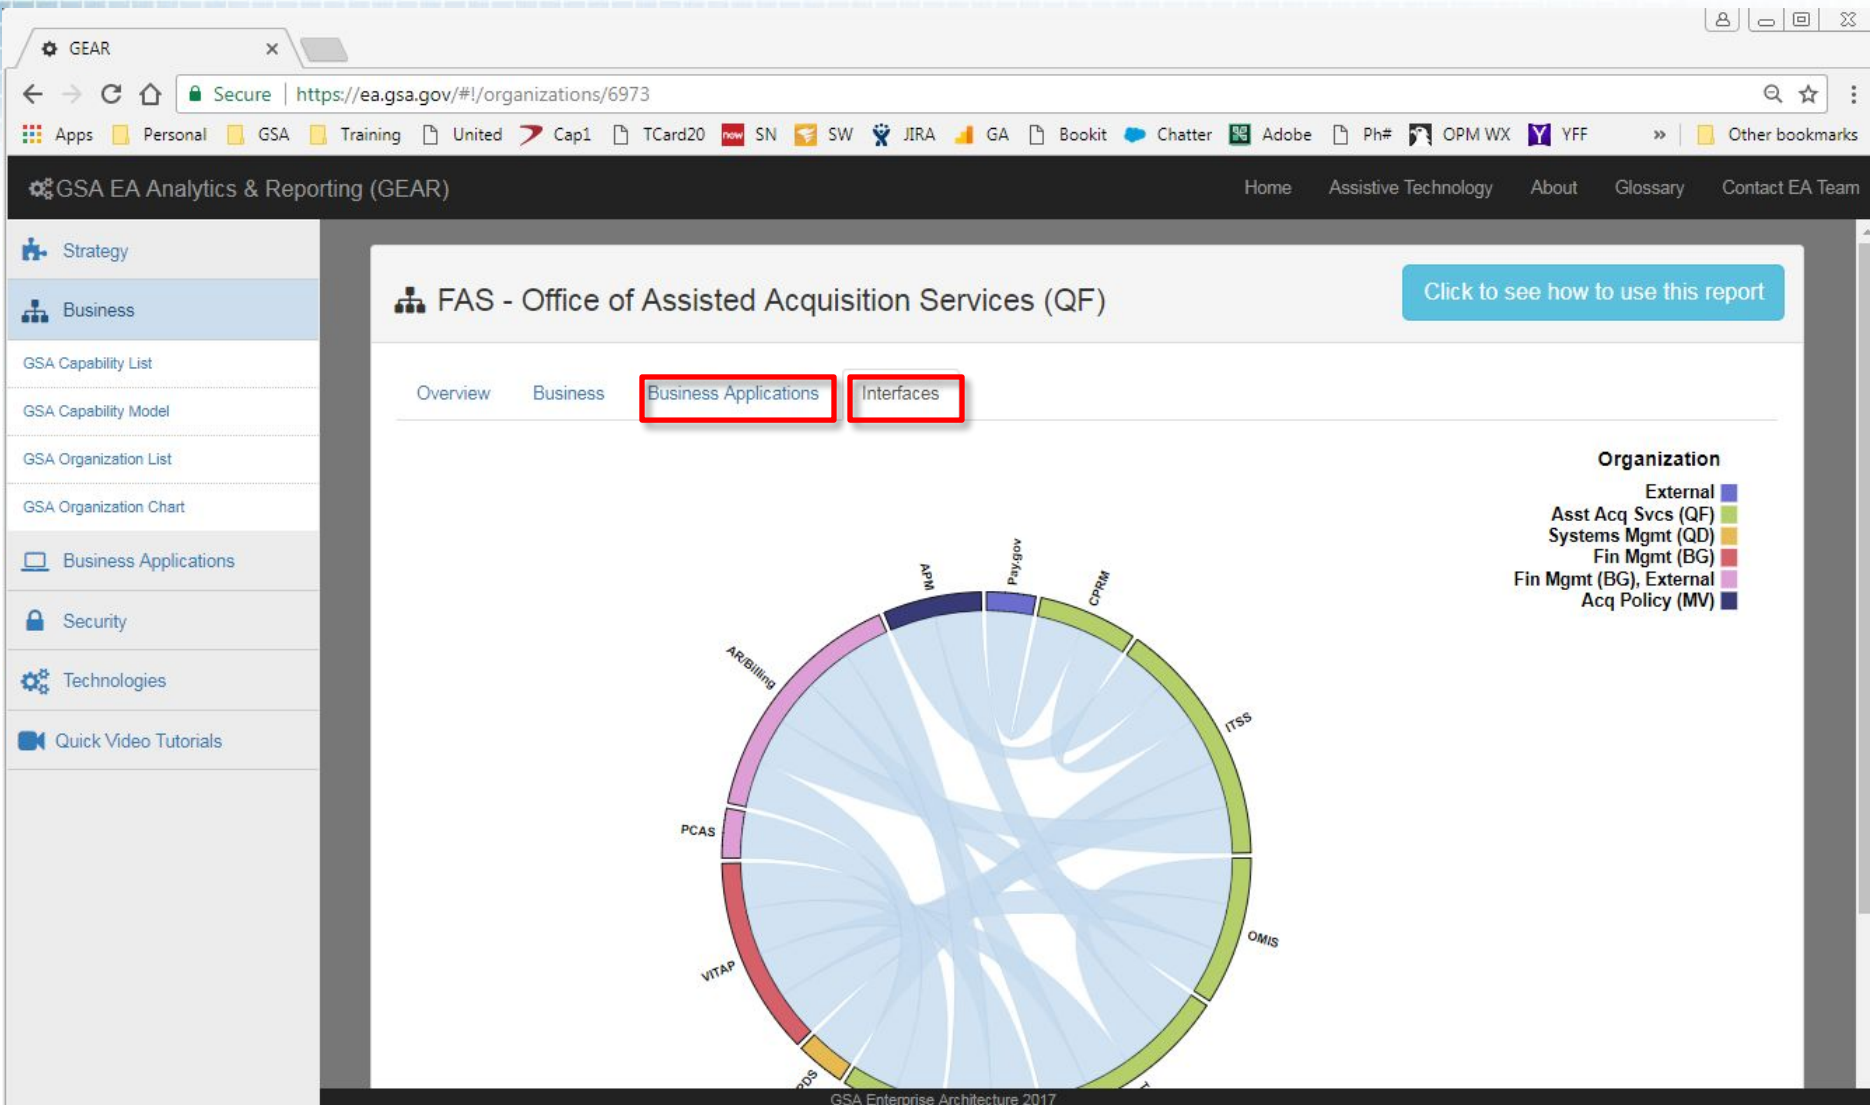 GEAR
Secure https://ea.gsa.gov/#!/organizations/6973
Apps Personal GSA Training United Cap1 TCard20 now SN SW JIRA GA Bookit Chatter Adobe Ph# OPM WX YFF » Other bookmarks
GSA EA Analytics & Reporting (GEAR) Home Assistive Technology About Glossary Contact EA Team
Strategy
Business
GSA Capability List
GSA Capability Model
GSA Organization List
GSA Organization Chart
Business Applications
Security
Technologies
Quick Video Tutorials
FAS - Office of Assisted Acquisition Services (QF)
Click to see how to use this report
Overview Business Business Applications Interfaces
Organization
External
Asst Acq Svcs (QF)
Systems Mgmt (QD)
Fin Mgmt (BG)
Fin Mgmt (BG), External
Acq Policy (MV)
APM
Pay.gov
CPRM
AR/Billing
ITSS
PCAS
OMIS
VITAP
GSA Enterprise Architecture 2017